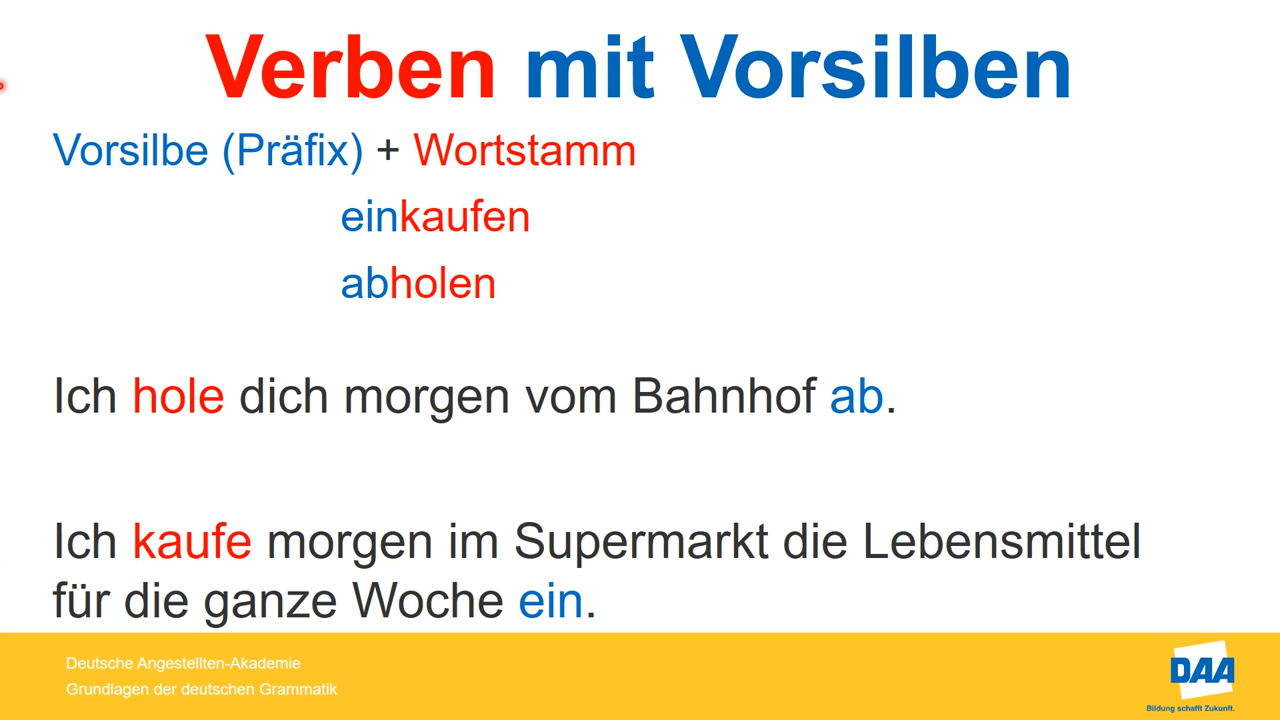 Verben mit Vorsilben
Vorsilbe (Präfix) + Wortstamm
einkaufen
abholen
Ich hole dich morgen vom Bahnhof ab.
Ich kaufe morgen im Supermarkt die Lebensmittel
für die ganze Woche ein.
Deutsche Angestellten-Akademie
Grundlagen der deutschen Grammatik
DAA
Bildung schafft Zukunft.